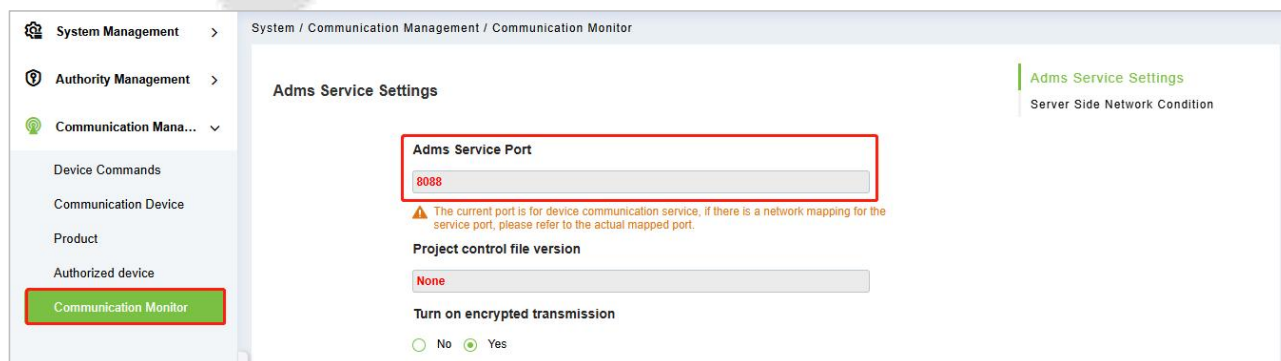 System Management
Authority Management
Communication Mana...
Device Commands
Communication Device
Product
Authorized device
Communication Monitor
System / Communication Management / Communication Monitor
Adms Service Settings
Adms Service Port
8088
The current port is for device communication service, if there is a network mapping for the
service port, please refer to the actual mapped port.
Project control file version
None
Turn on encrypted transmission
No Yes
Adms Service Settings
Server Side Network Condition